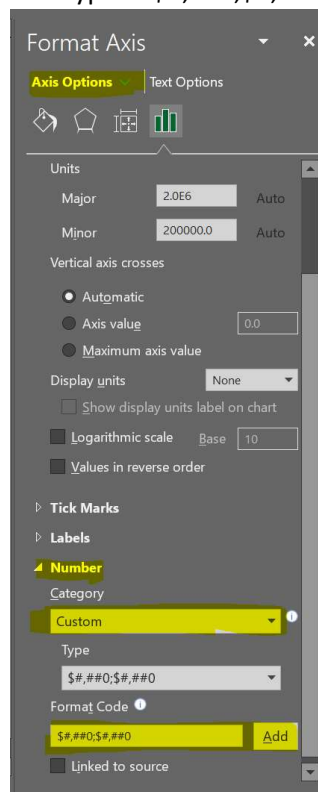 Format Axis
Axis Options Text Options
Units
Major 2.0E6 Auto
Minor 200000.0 Auto
Vertical axis crosses
Automatic
Axis value 0.0
Maximum axis value
Display units None
Show display units label on chart
Logarithmic scale Base 10
Values in reverse order
Tick Marks
Labels
Number
Category
Custom
Type
$#,##0;$#,##0
Format Code
$#,##0;$#,##0 Add
Linked to source